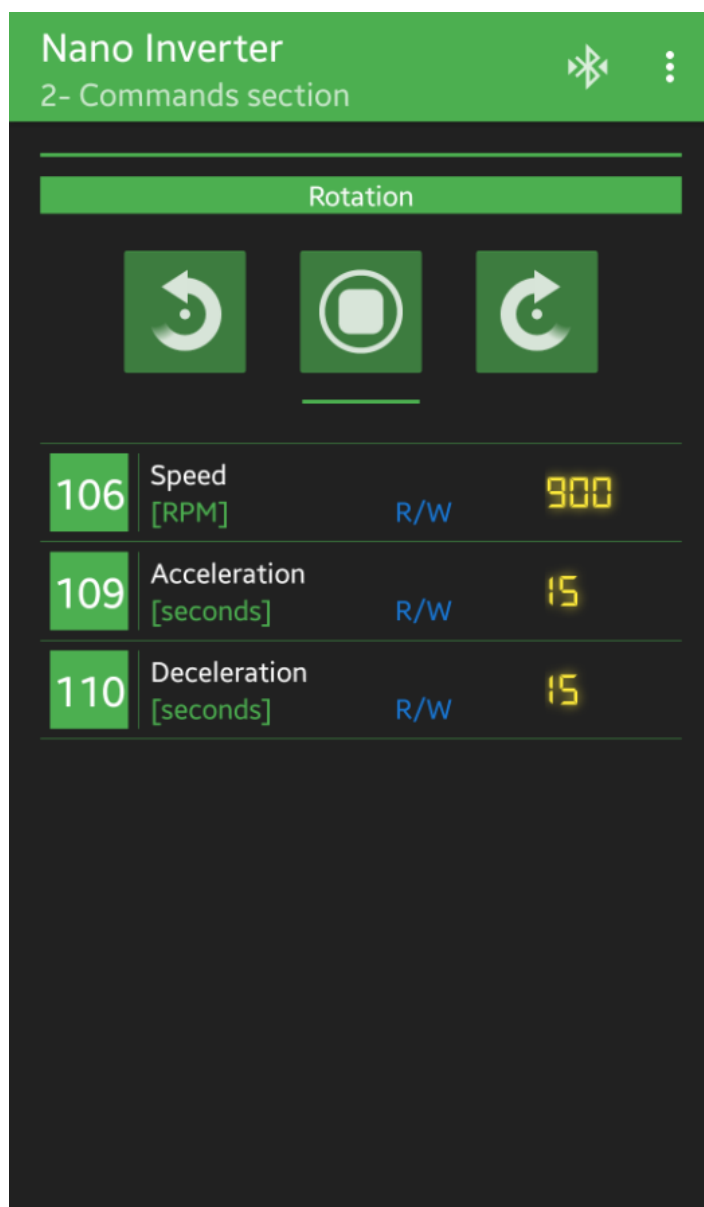 Nano Inverter
2- Commands section
Rotation
106 Speed
[RPM] R/W 900
109 Acceleration
[seconds] R/W 15
110 Deceleration
[seconds] R/W 15